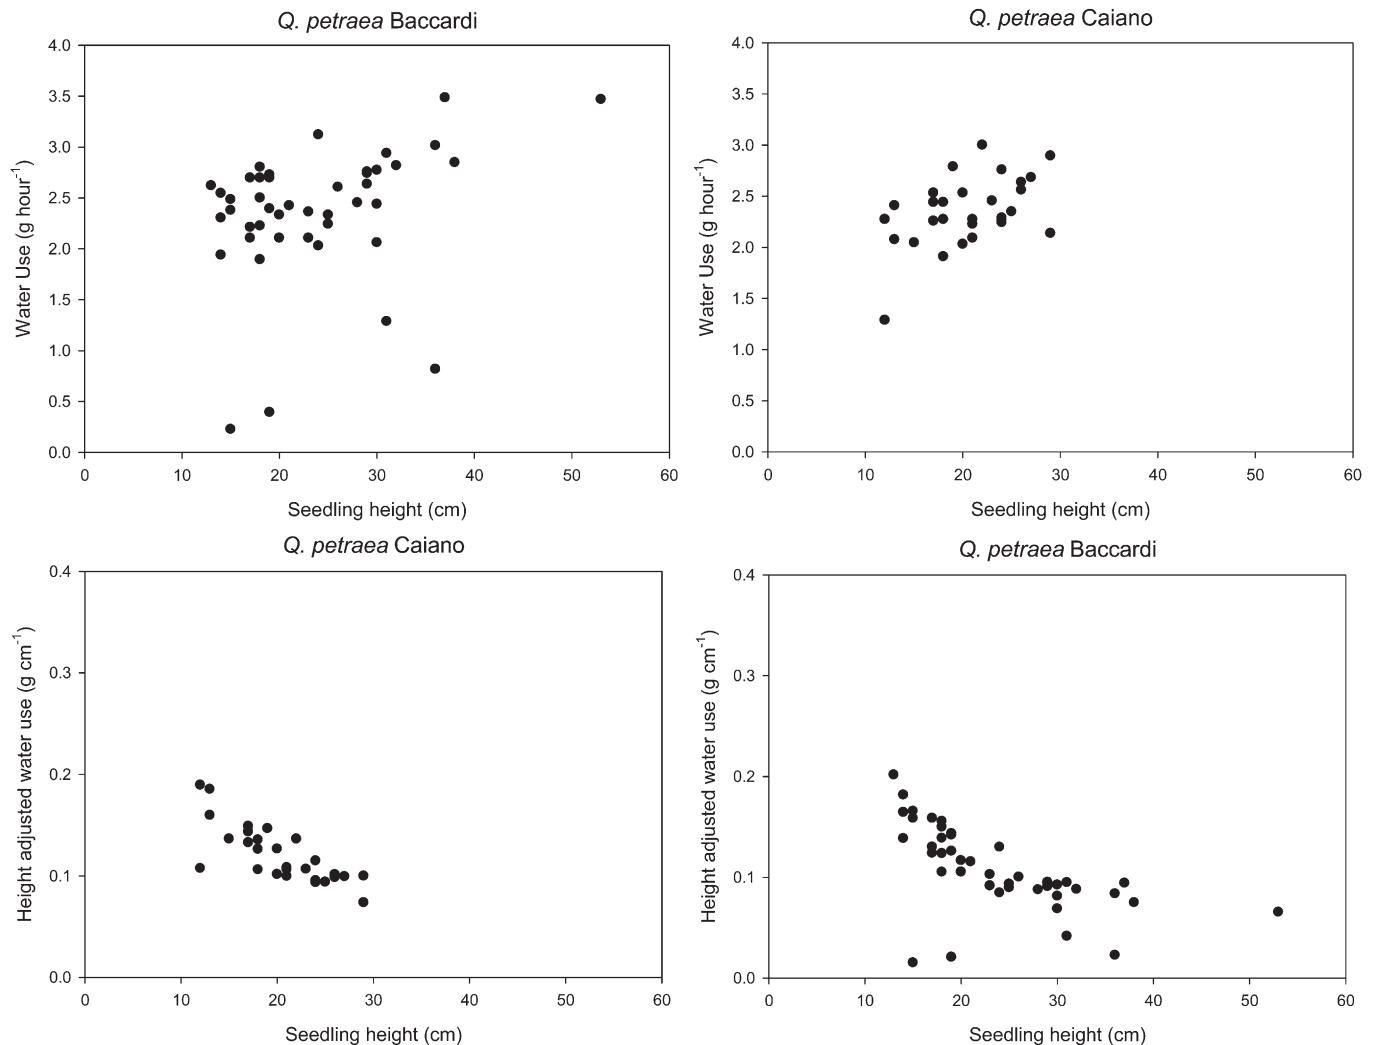 Q. petraea Baccardi
4.0
3.5
3.0
2.5
2.0
1.5
1.0
0.5
0.0
Water Use (g hour-1)
0 10 20 30 40 50 60
Seedling height (cm)
Q. petraea Caiano
4.0
3.5
3.0
2.5
2.0
1.5
1.0
0.5
0.0
Water Use (g hour-1)
0 10 20 30 40 50 60
Seedling height (cm)
Q. petraea Caiano
0.4
0.3
0.2
0.1
0.0
Height adjusted water use (g cm-1)
0 10 20 30 40 50 60
Seedling height (cm)
Q. petraea Baccardi
0.4
0.3
0.2
0.1
0.0
Height adjusted water use (g cm-1)
0 10 20 30 40 50 60
Seedling height (cm)